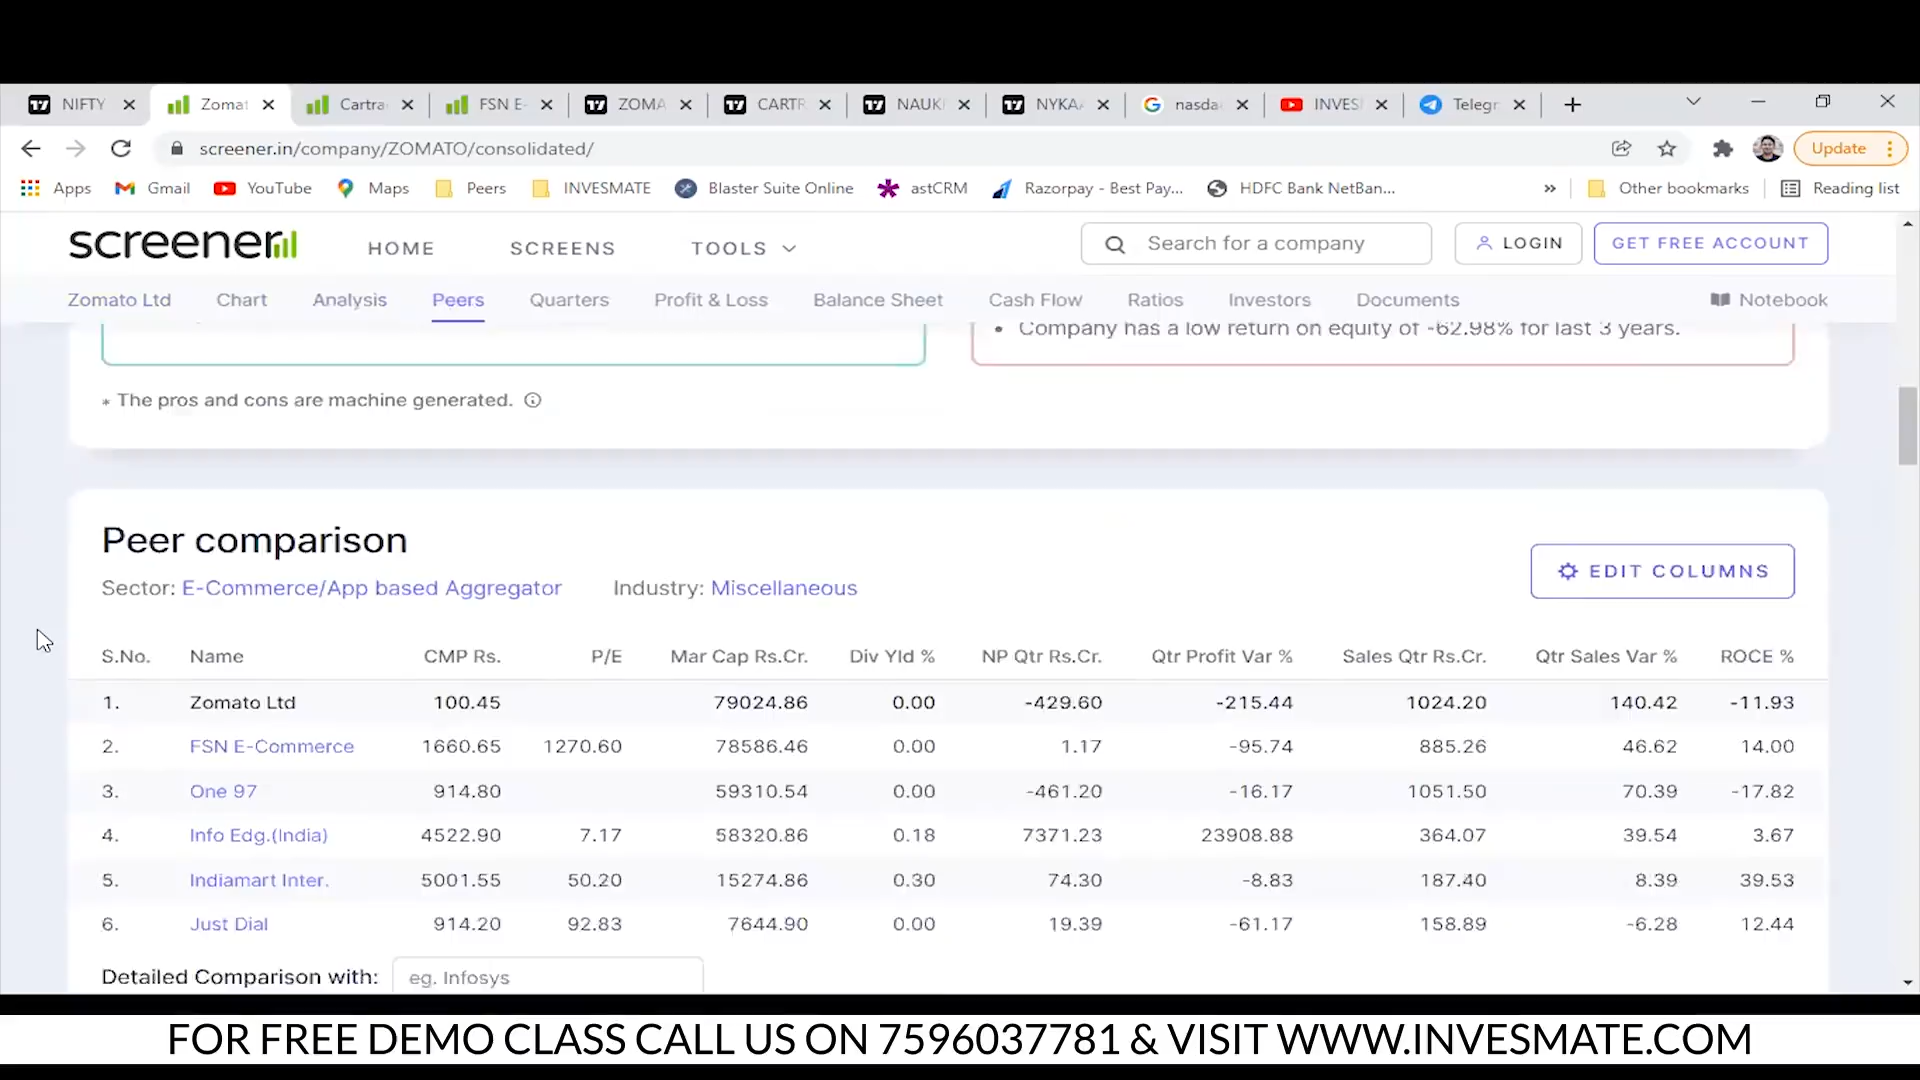 NIFTY Zomat Cartra FSN E- ZOMA CARTR NAUKI NYKA nasda INVES Telegr
screener.in/company/ZOMATO/consolidated/ Update
Apps Gmail YouTube Maps Peers INVESMATE Blaster Suite Online astCRM Razorpay - Best Pay... HDFC Bank NetBan... » Other bookmarks Reading list
screener HOME SCREENS TOOLS Search for a company LOGIN GET FREE ACCOUNT
Zomato Ltd Chart Analysis Peers Quarters Profit & Loss Balance Sheet Cash Flow Ratios Investors Documents Notebook
• Company has a low return on equity of -62.98% for last 3 years.
* The pros and cons are machine generated.
Peer comparison
EDIT COLUMNS
Sector: E-Commerce/App based Aggregator Industry: Miscellaneous
S.No. Name CMP Rs. P/E Mar Cap Rs.Cr. Div Yld % NP Qtr Rs.Cr. Qtr Profit Var % Sales Qtr Rs.Cr. Qtr Sales Var % ROCE %
1. Zomato Ltd 100.45 79024.86 0.00 -429.60 -215.44 1024.20 140.42 -11.93
2. FSN E-Commerce 1660.65 1270.60 78586.46 0.00 1.17 -95.74 885.26 46.62 14.00
3. One 97 914.80 59310.54 0.00 -461.20 -16.17 1051.50 70.39 -17.82
4. Info Edg.(India) 4522.90 7.17 58320.86 0.18 7371.23 23908.88 364.07 39.54 3.67
5. Indiamart Inter. 5001.55 50.20 15274.86 0.30 74.30 -8.83 187.40 8.39 39.53
6. Just Dial 914.20 92.83 7644.90 0.00 19.39 -61.17 158.89 -6.28 12.44
Detailed Comparison with: eg. Infosys
FOR FREE DEMO CLASS CALL US ON 7596037781 & VISIT WWW.INVESMATE.COM